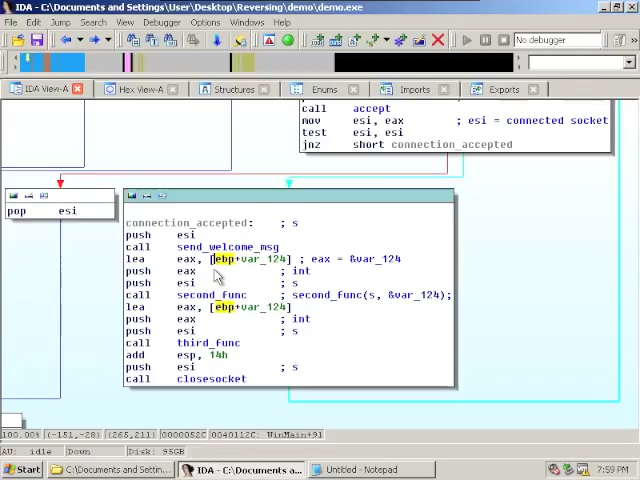 IDA - C:\Documents and Settings\User\Desktop\Reversing\demo\demo.exe
File Edit Jump Search View Debugger Options Windows Help
No debugger
IDA View-A Hex View-A Structures Enums Imports Exports
call accept
mov esi, eax ; esi = connected socket
test esi, esi
jnz short connection_accepted
pop esi
connection_accepted: ; s
push esi
call send_welcome_msg
lea eax, [ebp+var_124] ; eax = &var_124
push eax ; int
push esi ; s
call second_func ; second_func(s, &var_124);
lea eax, [ebp+var_124]
push eax ; int
push esi ; s
call third_func
add esp, 14h
push esi ; s
call closesocket
100.00% (-151,-28) (265,211) 0000052C 0040112C: WinMain+91
AU: idle Down Disk: 95GB
Start C:\Documents and Settin... IDA - C:\Documents a... Untitled - Notepad 7:59 PM